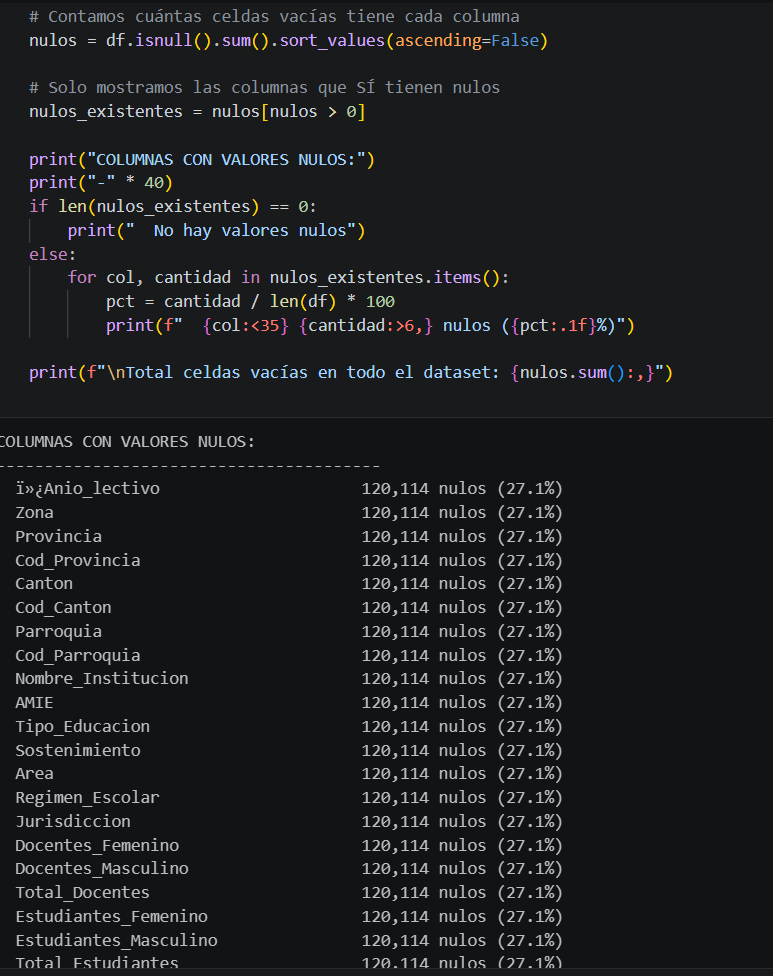 # Contamos cuántas celdas vacías tiene cada columna
nulos = df.isnull().sum().sort_values(ascending=False)
# Solo mostramos las columnas que SÍ tienen nulos
nulos_existentes = nulos[nulos > 0]
print("COLUMNAS CON VALORES NULOS:")
print("-" * 40)
if len(nulos_existentes) == 0:
    print("  No hay valores nulos")
else:
    for col, cantidad in nulos_existentes.items():
        pct = cantidad / len(df) * 100
        print(f"  {col:<35} {cantidad:>6,} nulos ({pct:.1f}%)")
print(f"\nTotal celdas vacías en todo el dataset: {nulos.sum():,}")
COLUMNAS CON VALORES NULOS:
----------------------------------------
  ï»¿Anio_lectivo                     120,114 nulos (27.1%)
  Zona                                120,114 nulos (27.1%)
  Provincia                           120,114 nulos (27.1%)
  Cod_Provincia                       120,114 nulos (27.1%)
  Canton                              120,114 nulos (27.1%)
  Cod_Canton                          120,114 nulos (27.1%)
  Parroquia                           120,114 nulos (27.1%)
  Cod_Parroquia                       120,114 nulos (27.1%)
  Nombre_Institucion                  120,114 nulos (27.1%)
  AMIE                                120,114 nulos (27.1%)
  Tipo_Educacion                      120,114 nulos (27.1%)
  Sostenimiento                       120,114 nulos (27.1%)
  Area                                120,114 nulos (27.1%)
  Regimen_Escolar                     120,114 nulos (27.1%)
  Jurisdiccion                        120,114 nulos (27.1%)
  Docentes_Femenino                   120,114 nulos (27.1%)
  Docentes_Masculino                  120,114 nulos (27.1%)
  Total_Docentes                      120,114 nulos (27.1%)
  Estudiantes_Femenino                120,114 nulos (27.1%)
  Estudiantes_Masculino               120,114 nulos (27.1%)
  Total_Estudiantes                   120,114 nulos (27.1%)